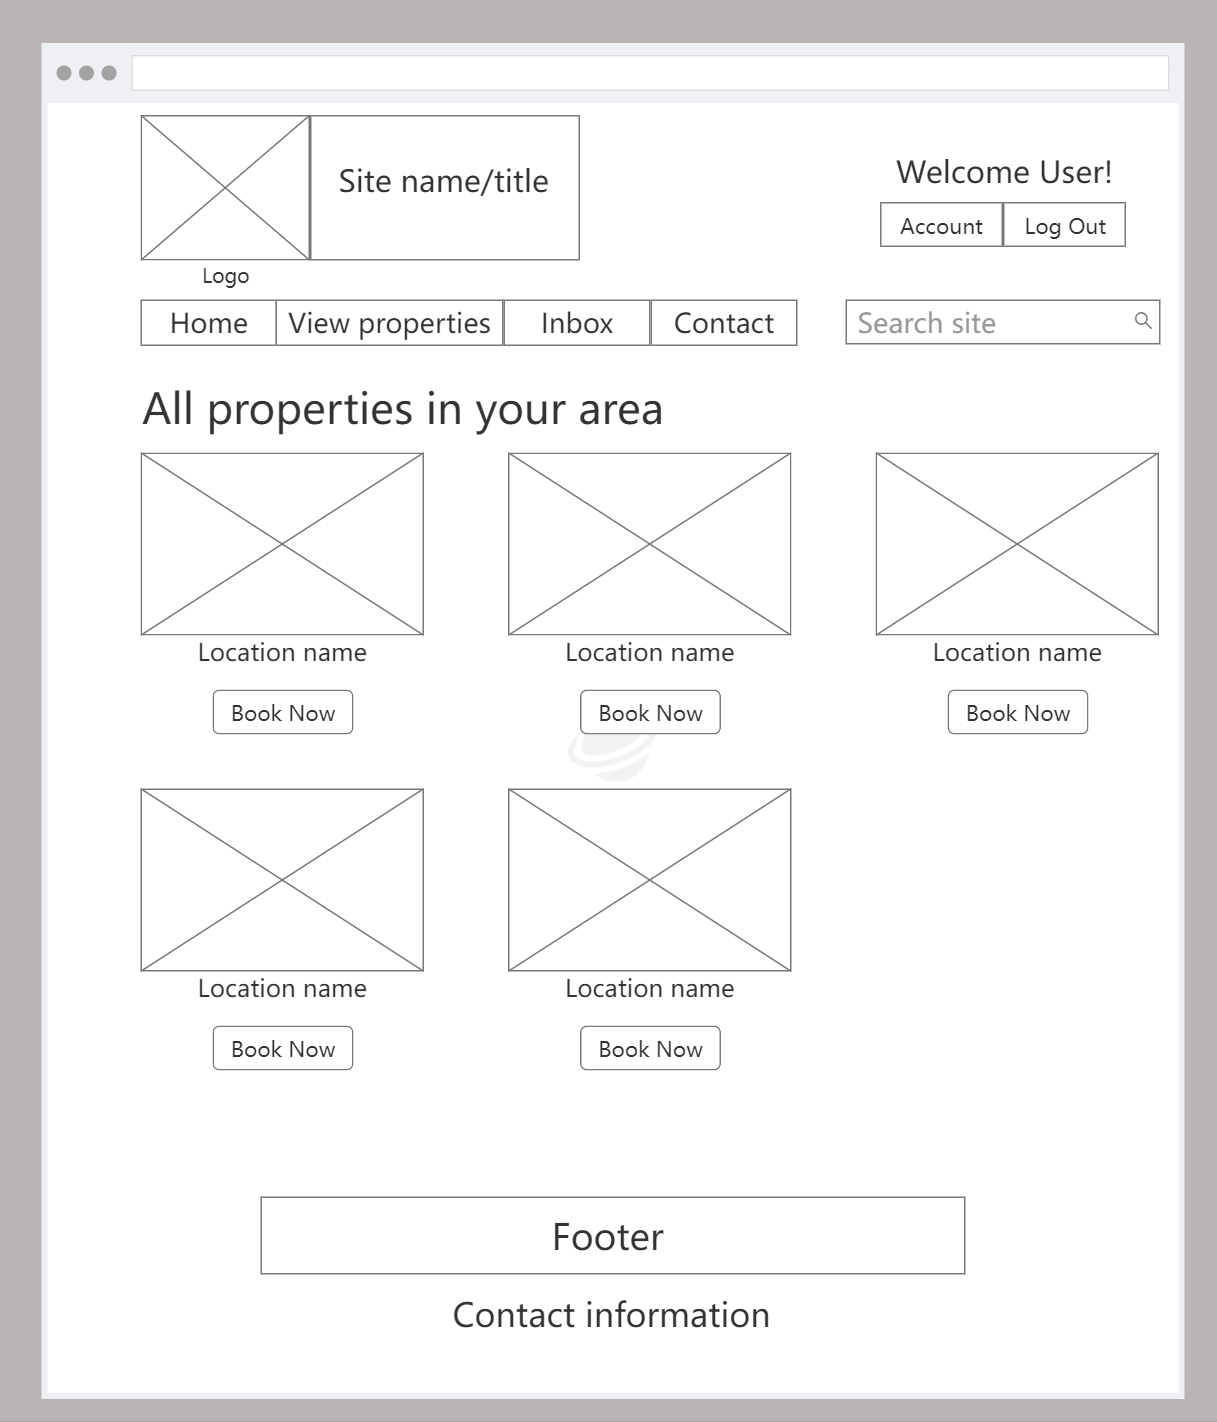 Site name/title
Welcome User!
Account Log Out
Logo
Home View properties Inbox Contact Search site
All properties in your area
Location name Location name Location name
Book Now Book Now Book Now
Location name Location name
Book Now Book Now
Footer
Contact information